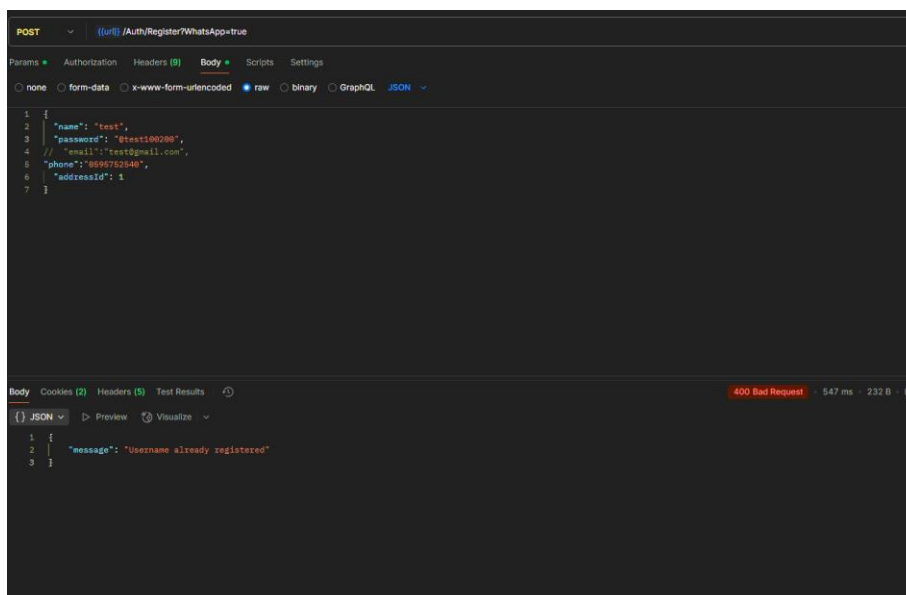 POST {{url}} /Auth/Register?WhatsApp=true
Params Authorization Headers (9) Body Scripts Settings
none form-data x-www-form-urlencoded raw binary GraphQL JSON
1 {
2 "name": "test",
3 "password": "@test100200",
4 // "email":"test@gmail.com",
5 "phone":"0595752540",
6 "addressId": 1
7 }
Body Cookies (2) Headers (5) Test Results 400 Bad Request 547 ms 232 B
{} JSON Preview Visualize
1 {
2 "message": "Username already registered"
3 }